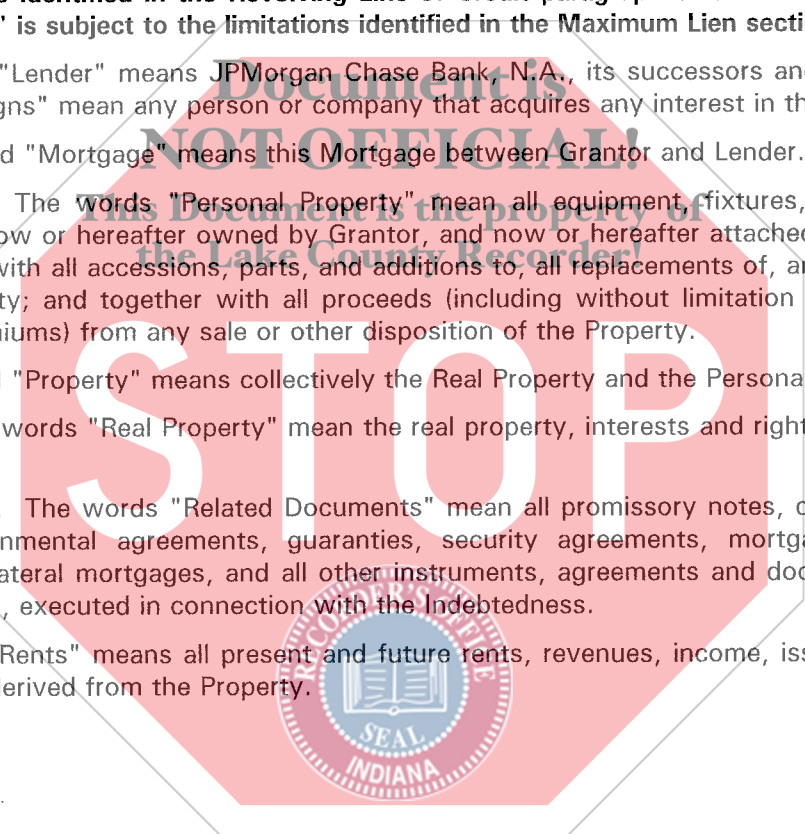 ' is subject to the limitations identified in the Maximum Lien secti
"Lender" means JPMorgan Chase Bank, N.A., its successors an
gns" mean any person or company that acquires any interest in th
d "Mortgage" means this Mortgage between Grantor and Lender.
The words "Personal Property" mean all equipment, fixtures,
ow or hereafter owned by Grantor, and now or hereafter attached
with all accessions, parts, and additions to, all replacements of, a
ty; and together with all proceeds (including without limitation
niums) from any sale or other disposition of the Property.
"Property" means collectively the Real Property and the Persona
words "Real Property" mean the real property, interests and right
The words "Related Documents" mean all promissory notes, c
nmental agreements, guaranties, security agreements, mortga
ateral mortgages, and all other instruments, agreements and doc
, executed in connection with the Indebtedness.
Rents" means all present and future rents, revenues, income, iss
derived from the Property.
Document is
NOT OFFICIAL!
This Document is the property of
the Lake County Recorder!
STOP
RECORDER'S OFFICE
SEAL
INDIANA